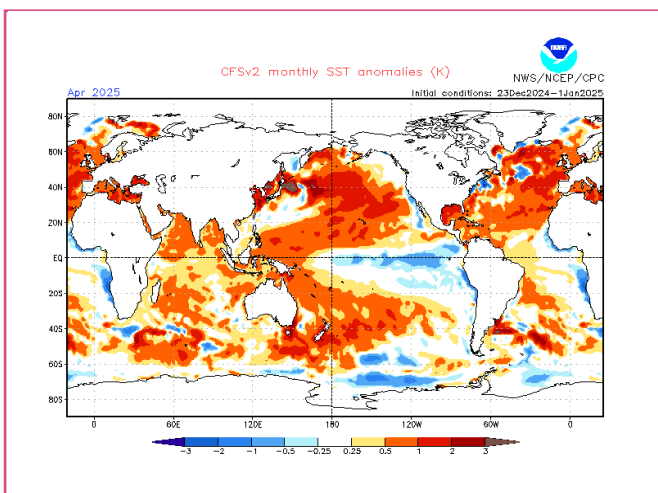 NOAA
CFSv2 monthly SST anomalies (K)
NWS/NCEP/CPC
Apr 2025
Initial conditions: 23Dec2024-1Jan2025
80N
60N
40N
20N
EQ
20S
40S
60S
80S
0 60E 120E 180 120W 60W 0
-3 -2 -1 -0.5 -0.25 0.25 0.5 1 2 3